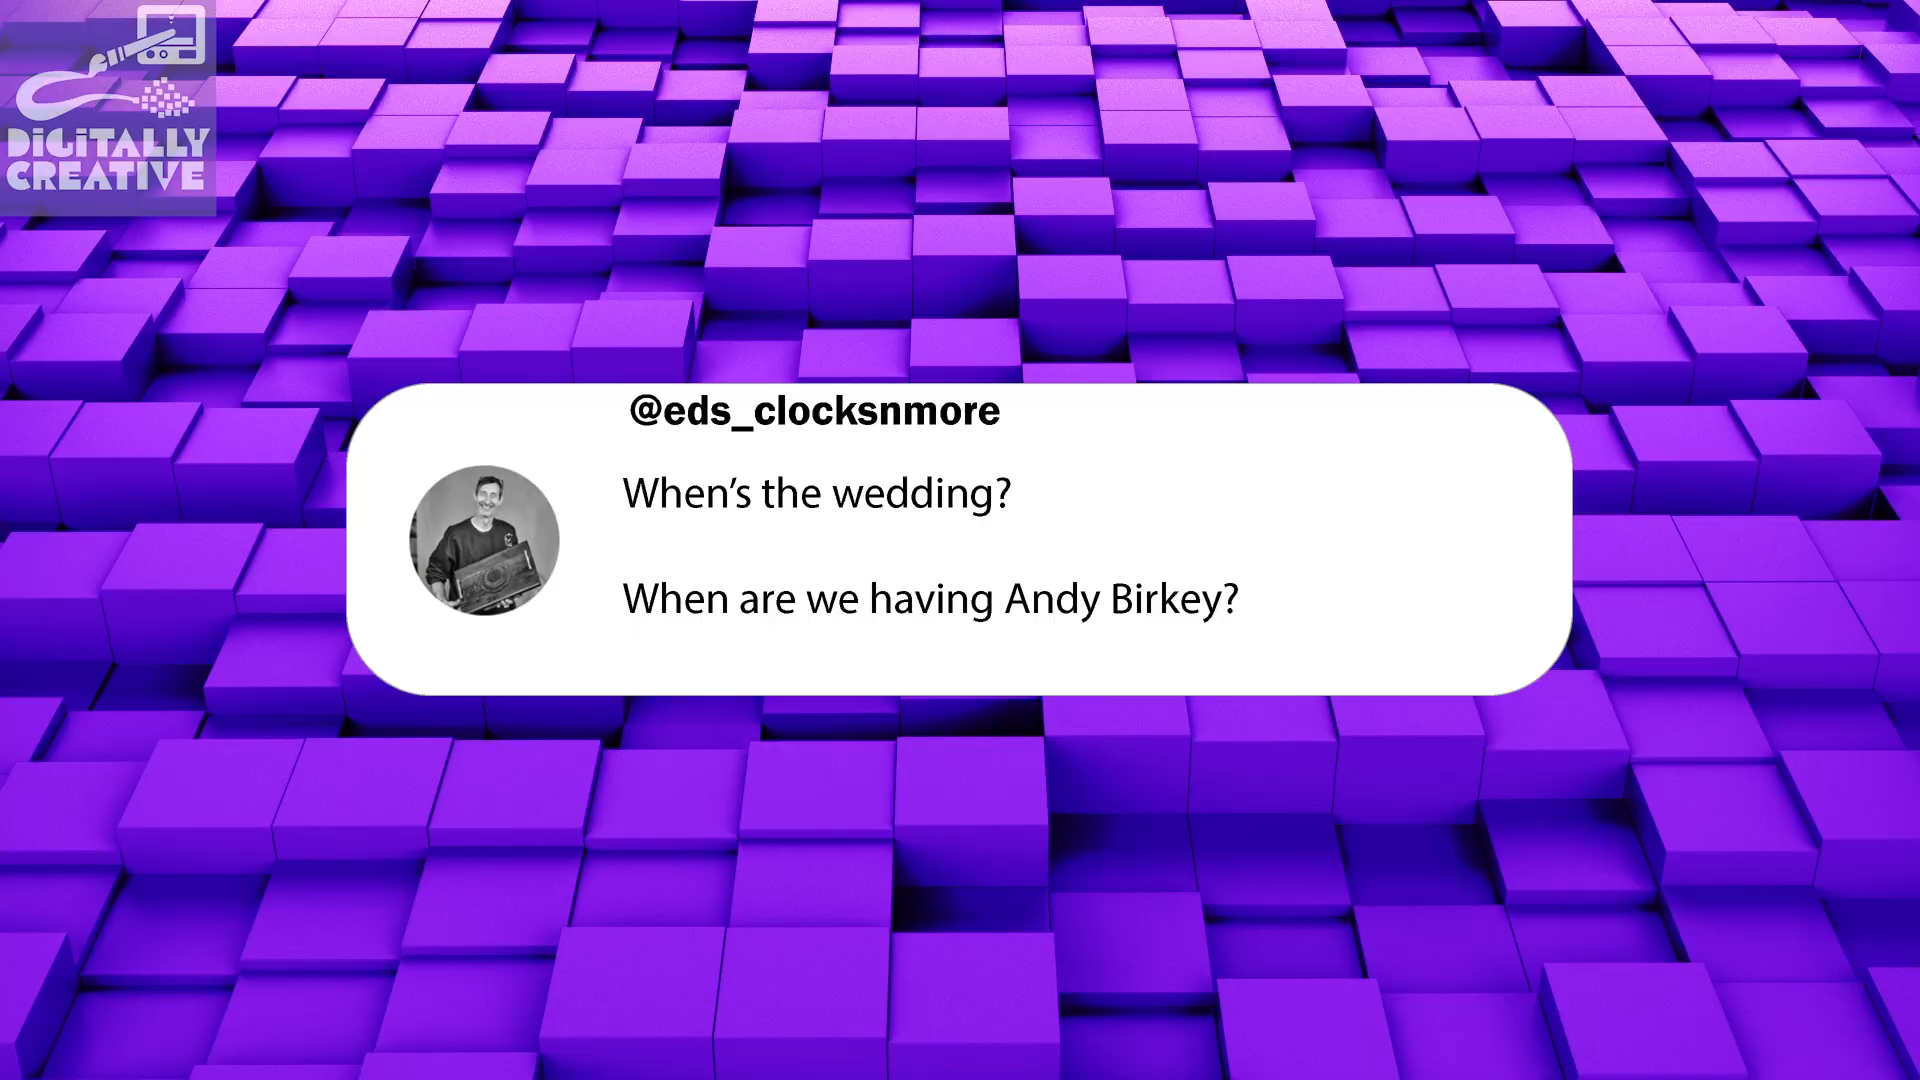 DiGiTALLY
CREATIVE
@eds_clocksnmore
When’s the wedding?
When are we having Andy Birkey?